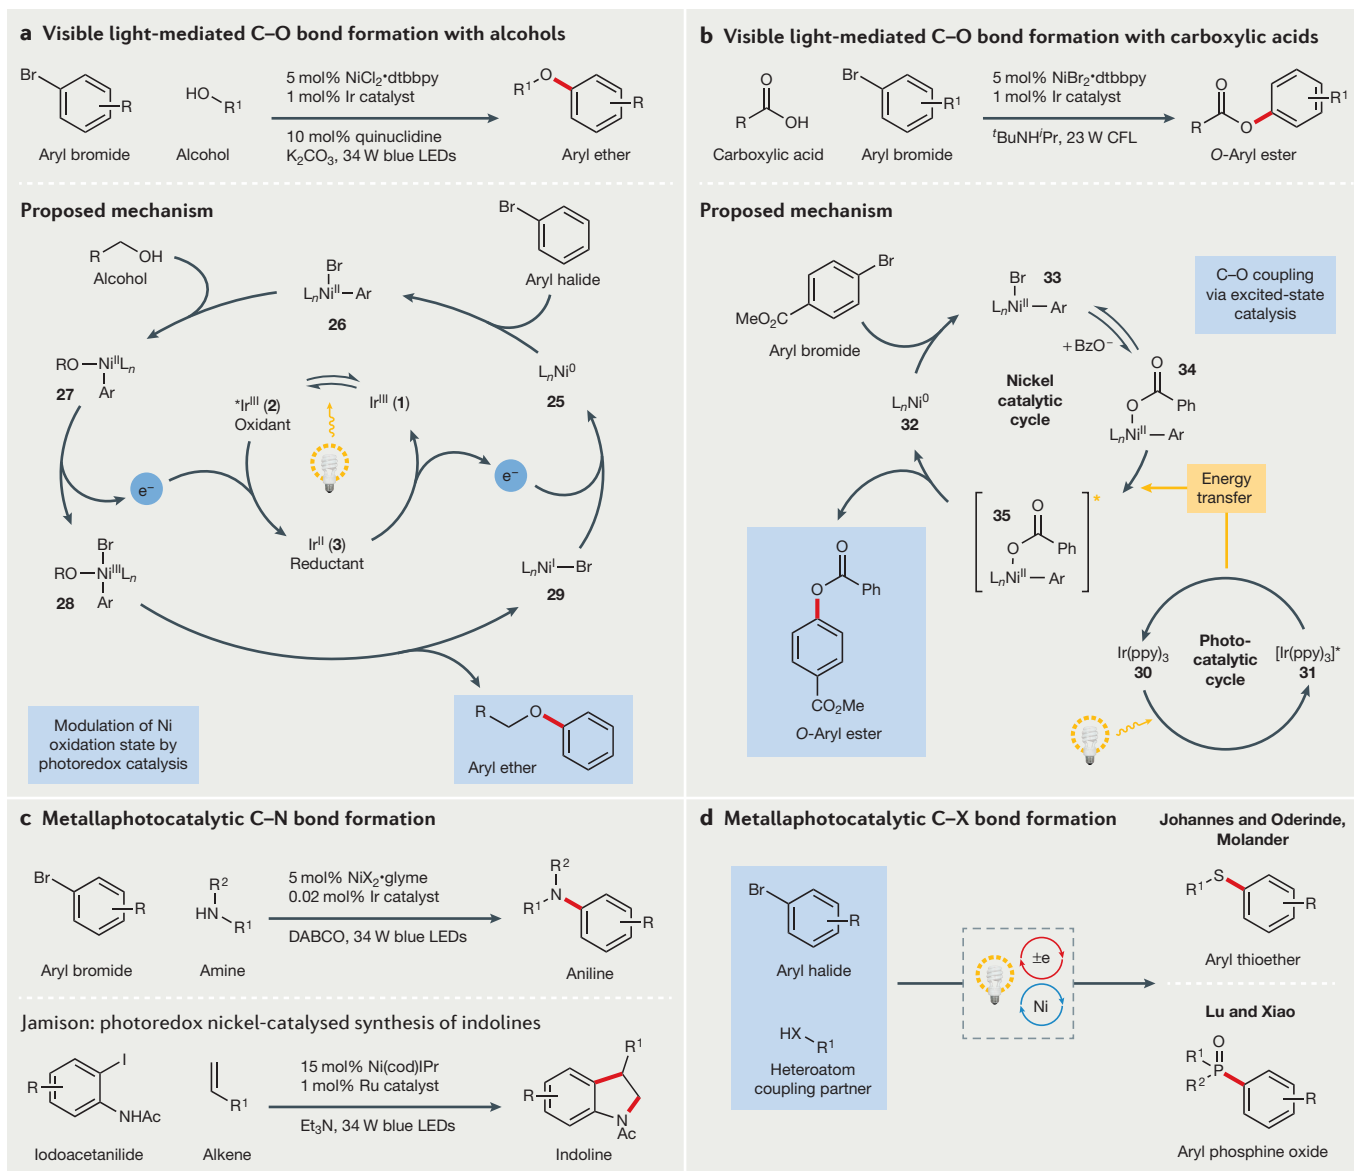 a Visible light-mediated C–O bond formation with alcohols
Br
R
Aryl bromide
HO
R¹
Alcohol
5 mol% NiCl₂•dtbbpy
1 mol% Ir catalyst
10 mol% quinuclidine
K₂CO₃, 34 W blue LEDs
R¹
O
R
Aryl ether
Proposed mechanism
R
OH
Alcohol
Br
Aryl halide
Br
LₙNiᴵᴵ
Ar
26
RO
NiᴵᴵLₙ
Ar
27
*Irᴵᴵᴵ (2)
Oxidant
Irᴵᴵᴵ (1)
LₙNi⁰
25
e⁻
e⁻
Irᴵᴵ (3)
Reductant
Br
RO
NiᴵᴵᴵLₙ
Ar
28
LₙNiᴵ
Br
29
Modulation of Ni
oxidation state by
photoredox catalysis
R
O
Aryl ether
b Visible light-mediated C–O bond formation with carboxylic acids
O
R
OH
Carboxylic acid
Br
R¹
Aryl bromide
5 mol% NiBr₂•dtbbpy
1 mol% Ir catalyst
ᵗBuNHⁱPr, 23 W CFL
O
R
O
R¹
O-Aryl ester
Proposed mechanism
Br
MeO₂C
Aryl bromide
Br
33
LₙNiᴵᴵ
Ar
C–O coupling
via excited-state
catalysis
+ BzO⁻
Nickel
catalytic
cycle
LₙNi⁰
32
O
34
O
Ph
LₙNiᴵᴵ
Ar
Energy
transfer
35
O
*
O
Ph
LₙNiᴵᴵ
Ar
O
O
Ph
CO₂Me
O-Aryl ester
Ir(ppy)₃
30
Photo-
catalytic
cycle
[Ir(ppy)₃]*
31
c Metallaphotocatalytic C–N bond formation
Br
R
Aryl bromide
R²
HN
R¹
Amine
5 mol% NiX₂•glyme
0.02 mol% Ir catalyst
DABCO, 34 W blue LEDs
R²
N
R¹
R
Aniline
Jamison: photoredox nickel-catalysed synthesis of indolines
I
R
NHAc
Iodoacetanilide
R¹
Alkene
15 mol% Ni(cod)IPr
1 mol% Ru catalyst
Et₃N, 34 W blue LEDs
R¹
R
N
Ac
Indoline
d Metallaphotocatalytic C–X bond formation
Br
R
Aryl halide
HX
R¹
Heteroatom
coupling partner
±e
Ni
Johannes and Oderinde,
Molander
R¹
S
R
Aryl thioether
Lu and Xiao
O
R¹
P
R²
R
Aryl phosphine oxide